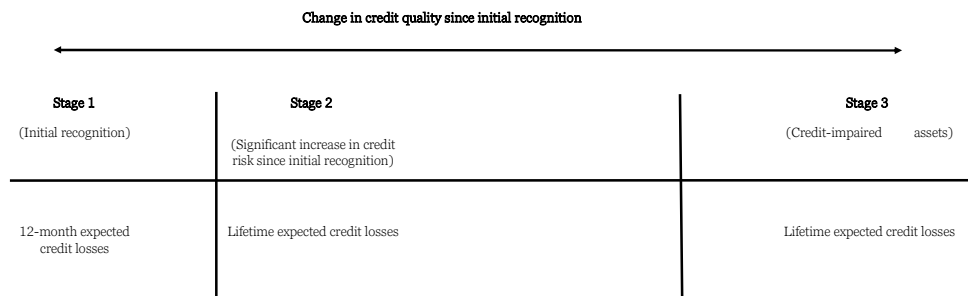 Change in credit quality since initial recognition
Stage 1
Stage 2
Stage 3
(Initial recognition)
(Significant increase in credit
risk since initial recognition)
(Credit-impaired assets)
12-month expected
credit losses
Lifetime expected credit losses
Lifetime expected credit losses